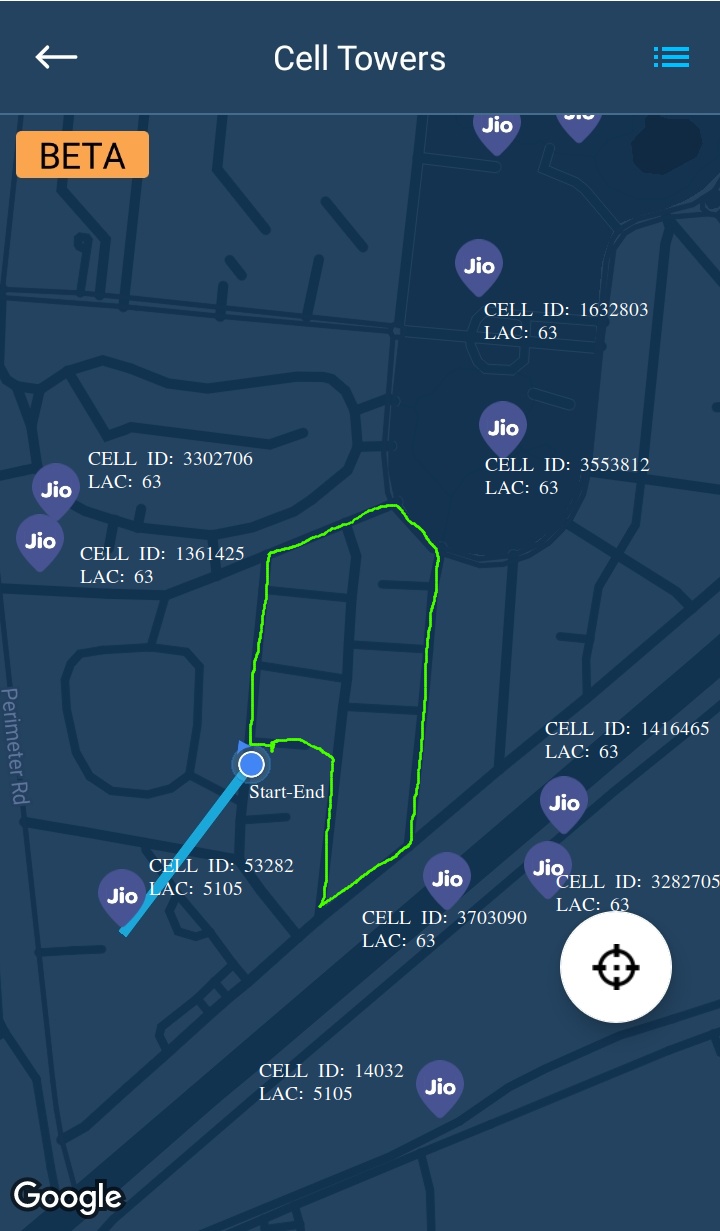 Cell Towers
BETA
Jio
Jio
Jio
CELL ID: 1632803
LAC: 63
Jio
CELL ID: 3553812
LAC: 63
CELL ID: 3302706
LAC: 63
Jio
Jio
CELL ID: 1361425
LAC: 63
Perimeter Rd
CELL ID: 1416465
LAC: 63
Start-End
Jio
CELL ID: 53282
LAC: 5105
Jio
Jio
CELL ID: 3282705
LAC: 63
Jio
CELL ID: 3703090
LAC: 63
CELL ID: 14032
LAC: 5105
Jio
Google